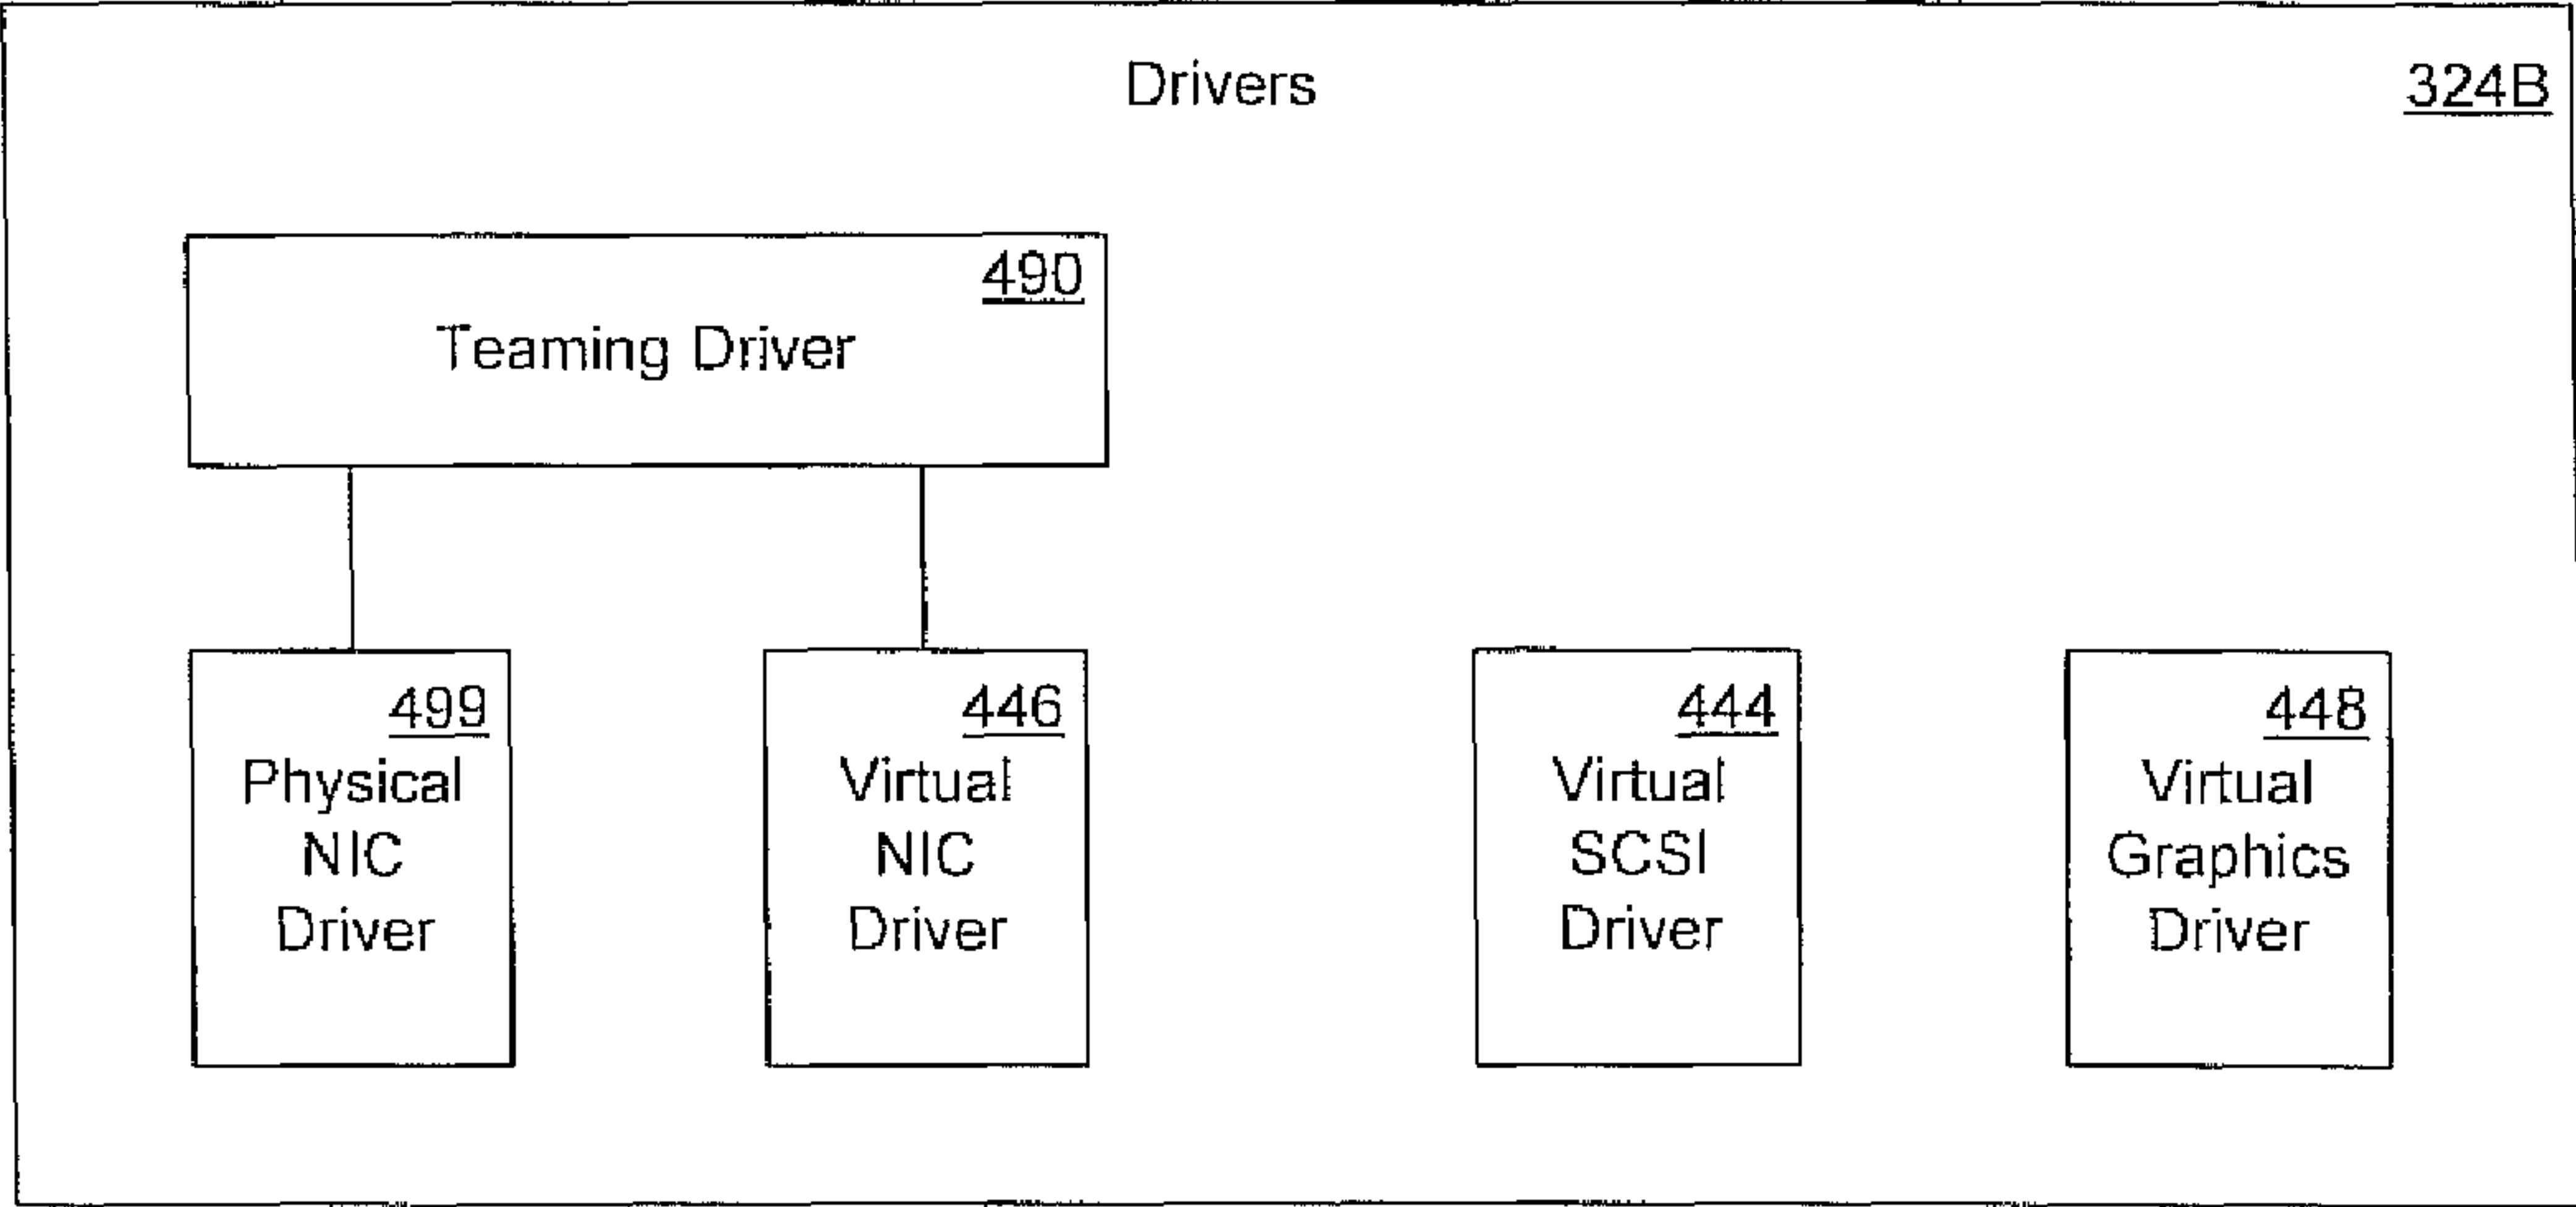 Drivers
324B
490
Teaming Driver
499
Physical
NIC
Driver
446
Virtual
NIC
Driver
444
Virtual
SCSI
Driver
448
Virtual
Graphics
Driver